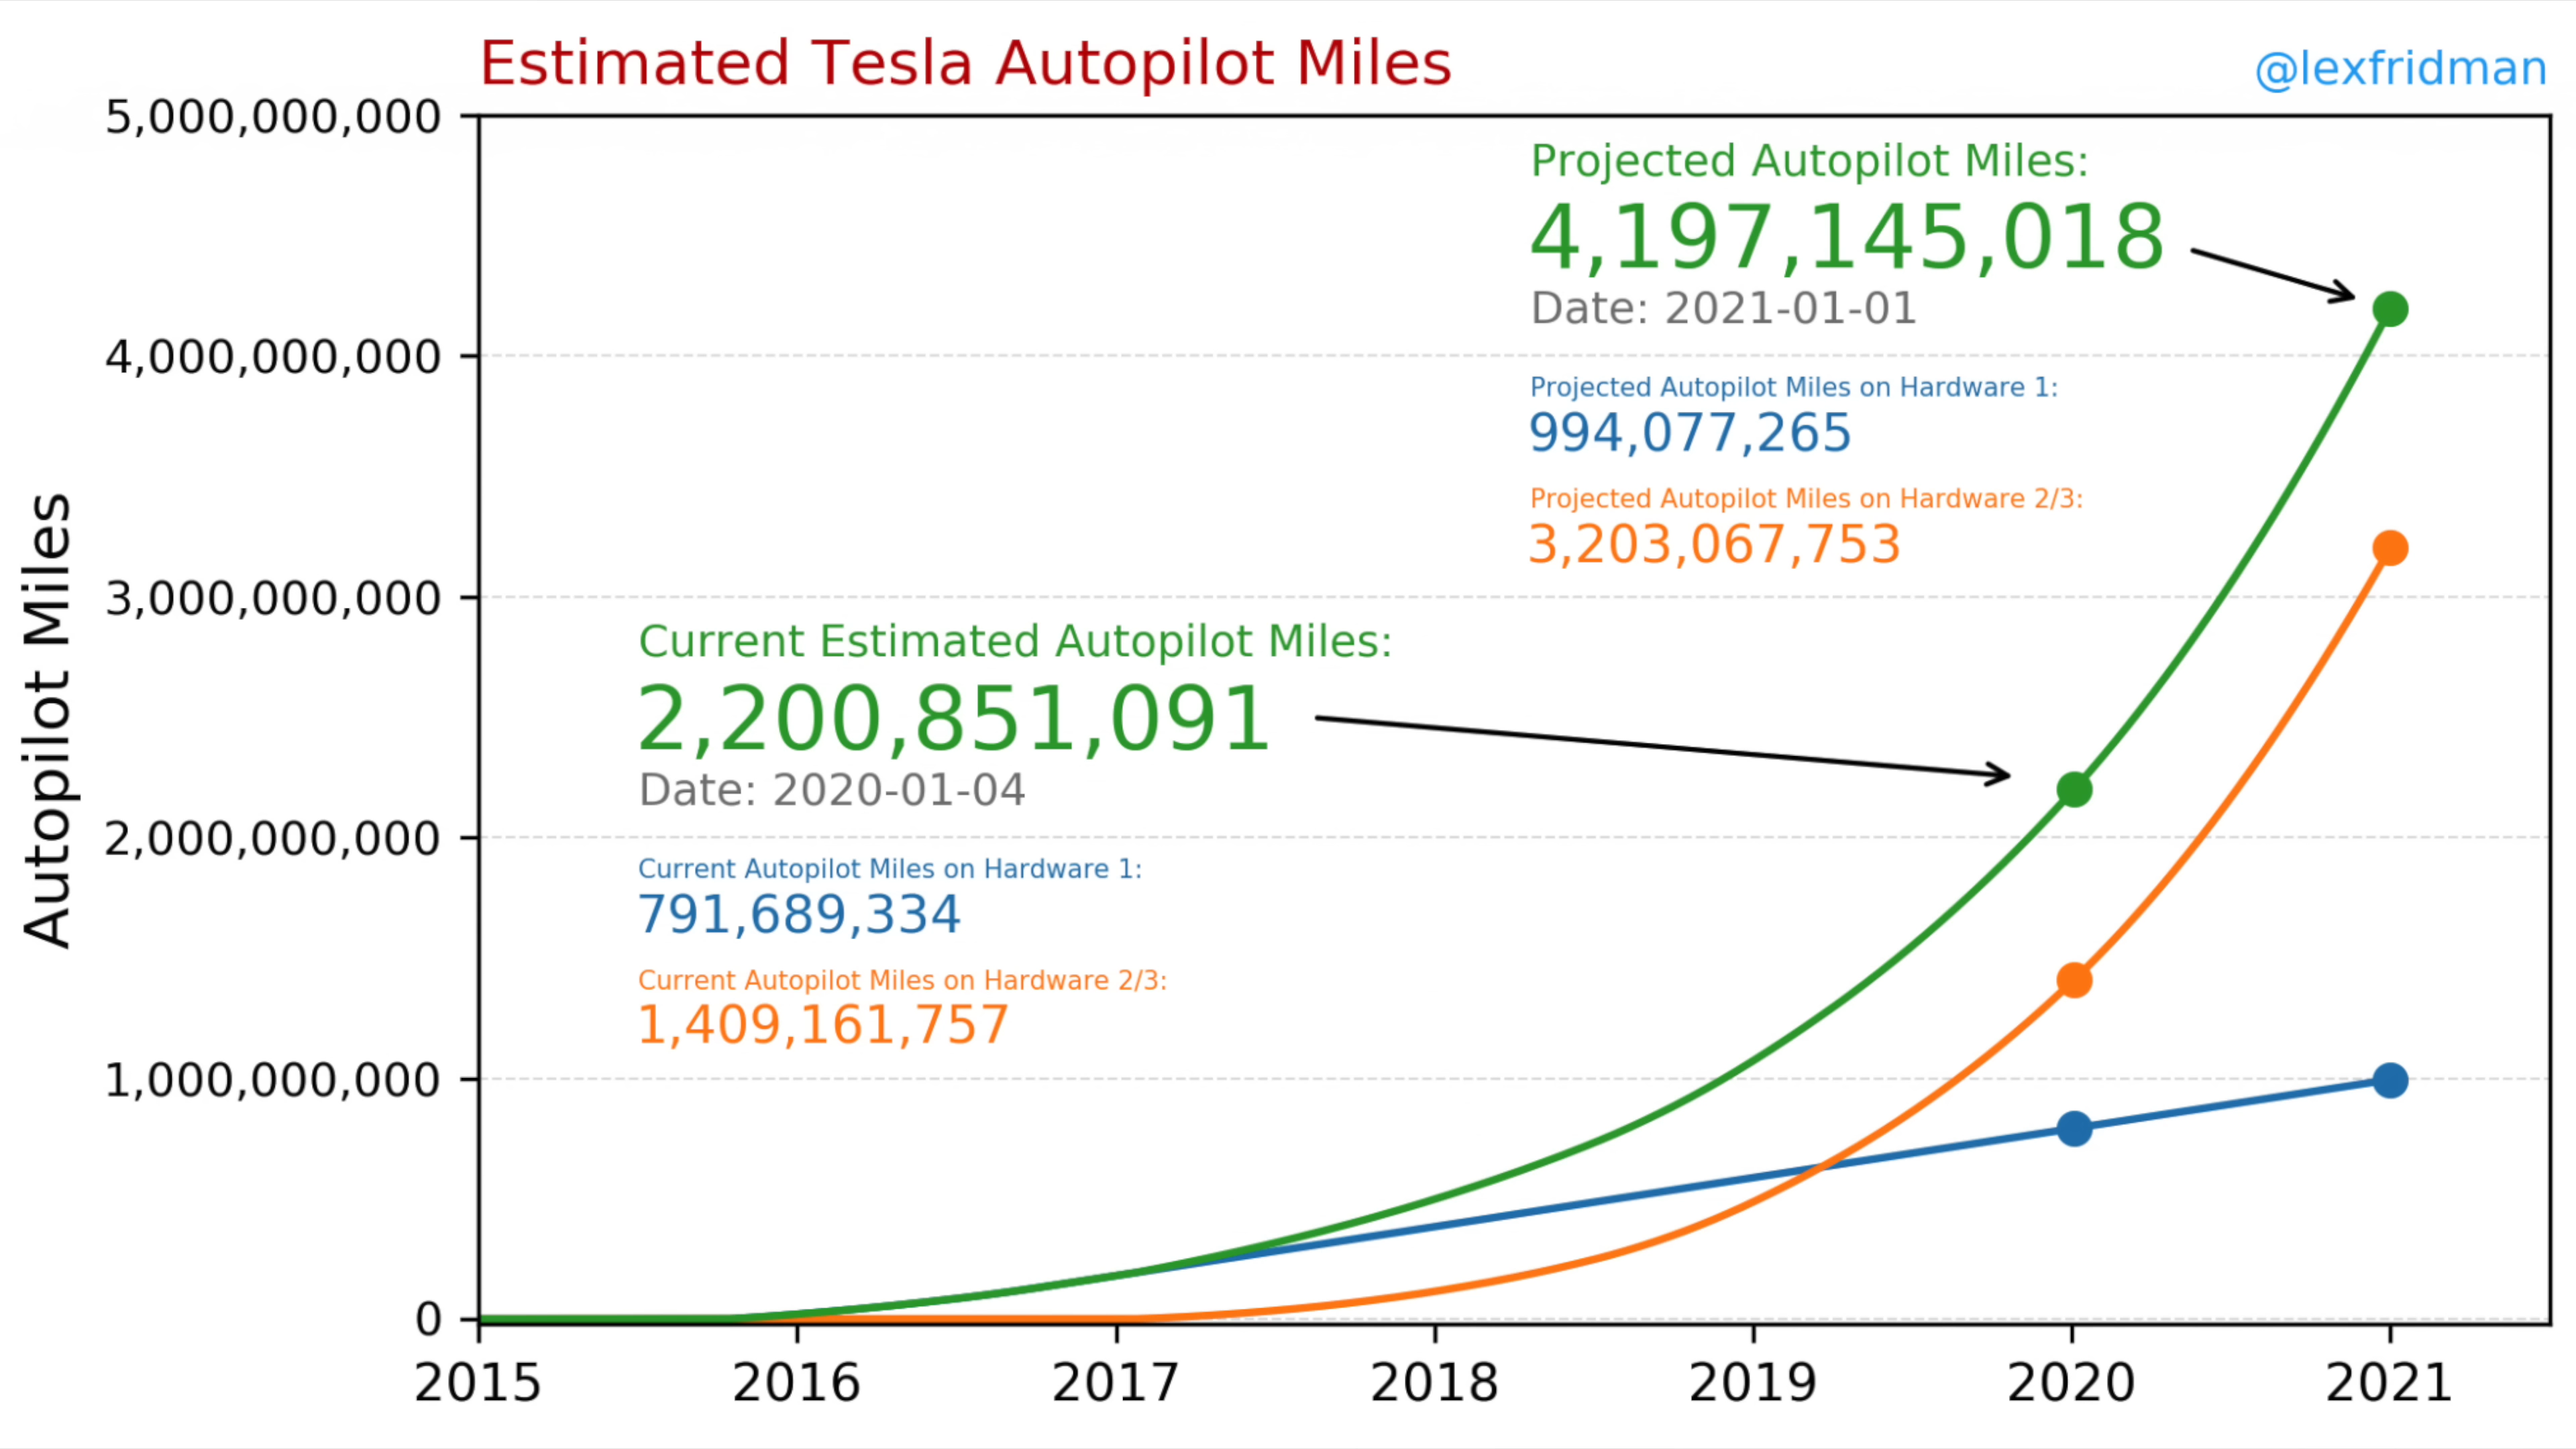 Estimated Tesla Autopilot Miles
@lexfridman
Autopilot Miles
5,000,000,000
4,000,000,000
3,000,000,000
2,000,000,000
1,000,000,000
0
Projected Autopilot Miles:
4,197,145,018
Date: 2021-01-01
Projected Autopilot Miles on Hardware 1:
994,077,265
Projected Autopilot Miles on Hardware 2/3:
3,203,067,753
Current Estimated Autopilot Miles:
2,200,851,091
Date: 2020-01-04
Current Autopilot Miles on Hardware 1:
791,689,334
Current Autopilot Miles on Hardware 2/3:
1,409,161,757
2015 2016 2017 2018 2019 2020 2021